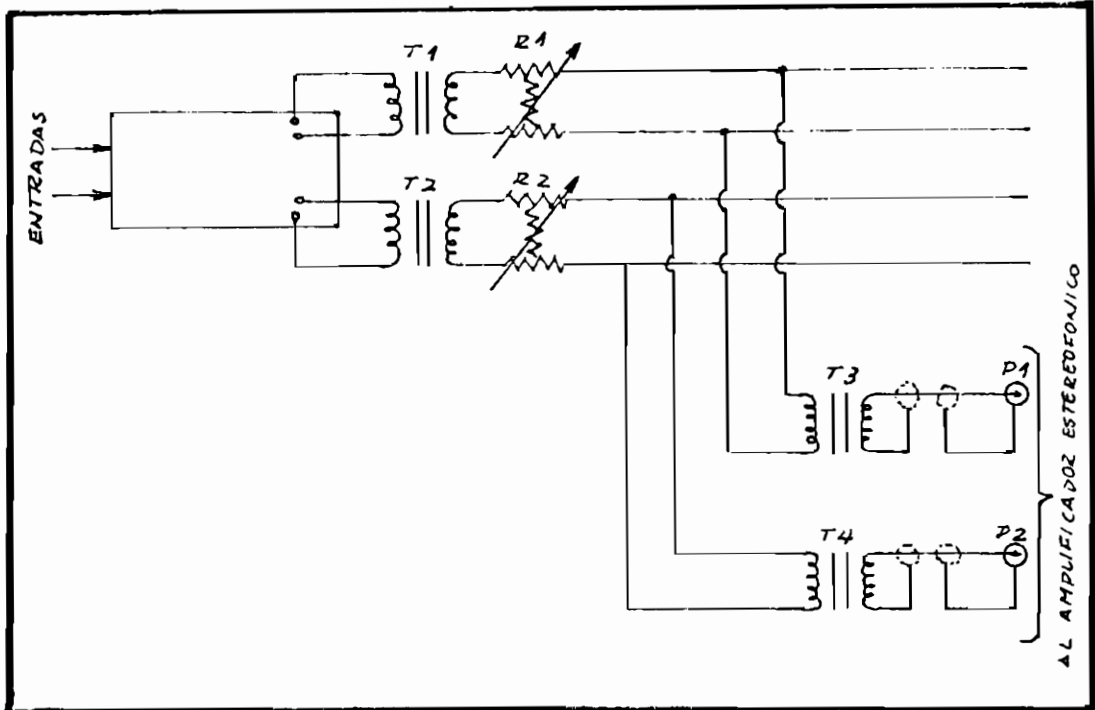 ENTRADAS
T1
R1
T2
R2
T3
P1
T4
P2
AL AMPLIFICADOR ESTEREOFONICO